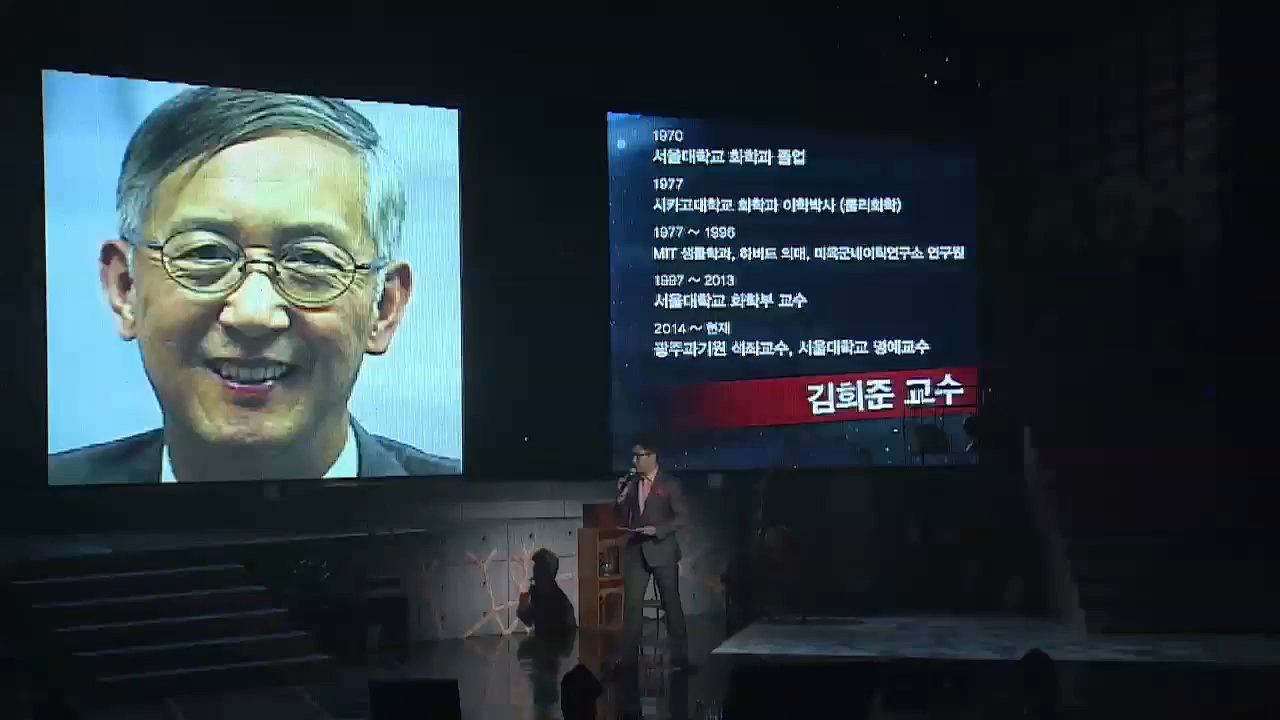 1970
서울대학교 화학과 졸업
1977
시카고대학교 화학과 이학박사 (물리화학)
1977 ~ 1996
MIT 생물학과, 하버드 의대, 미육군네이틱연구소 연구원
1997 ~ 2013
서울대학교 화학부 교수
2014 ~ 현재
광주과기원 석좌교수, 서울대학교 명예교수
김희준 교수